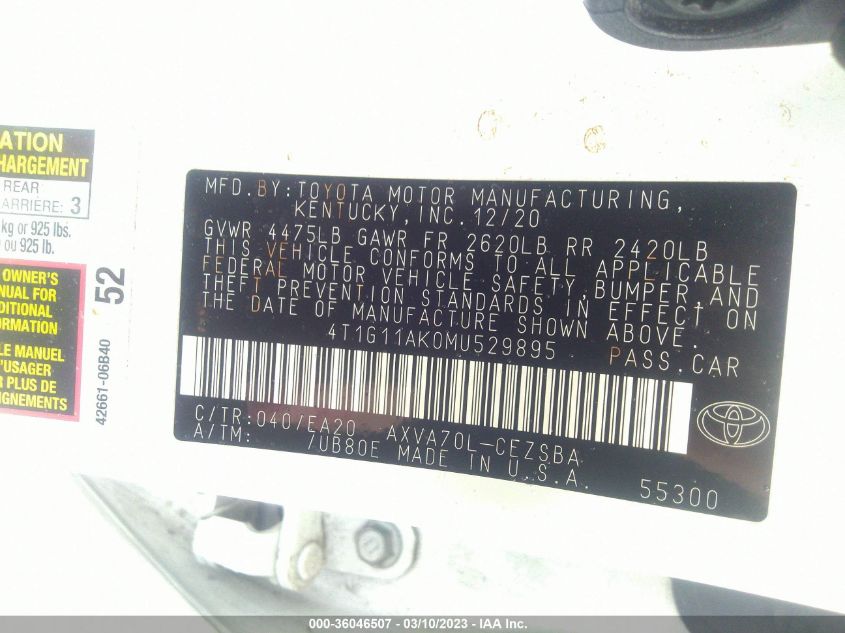 ATION
HARGEMENT
REAR
ARRIÈRE: 3
kg or 925 lbs.
ou 925 lb.
OWNER'S
NUAL FOR
DITIONAL
ORMATION
LE MANUEL
'USAGER
PLUS DE
IGNEMENTS
42661-06B40
52
MFD.BY:TOYOTA MOTOR MANUFACTURING,
KENTUCKY,INC.12/20
GVWR 4475LB GAWR FR 2620LB RR 2420LB
THIS VEHICLE CONFORMS TO ALL APPLICABLE
FEDERAL MOTOR VEHICLE SAFETY,BUMPER,AND
THEFT PREVENTION STANDARDS IN EFFECT ON
THE DATE OF MANUFACTURE SHOWN ABOVE.
4T1G11AK0MU529895 PASS.CAR
C/TR:040/EA20 AXVA70L-CEZSBA
A/TM: /UB80E MADE IN U.S.A.
55300
000-36046507 - 03/10/2023 - IAA Inc.